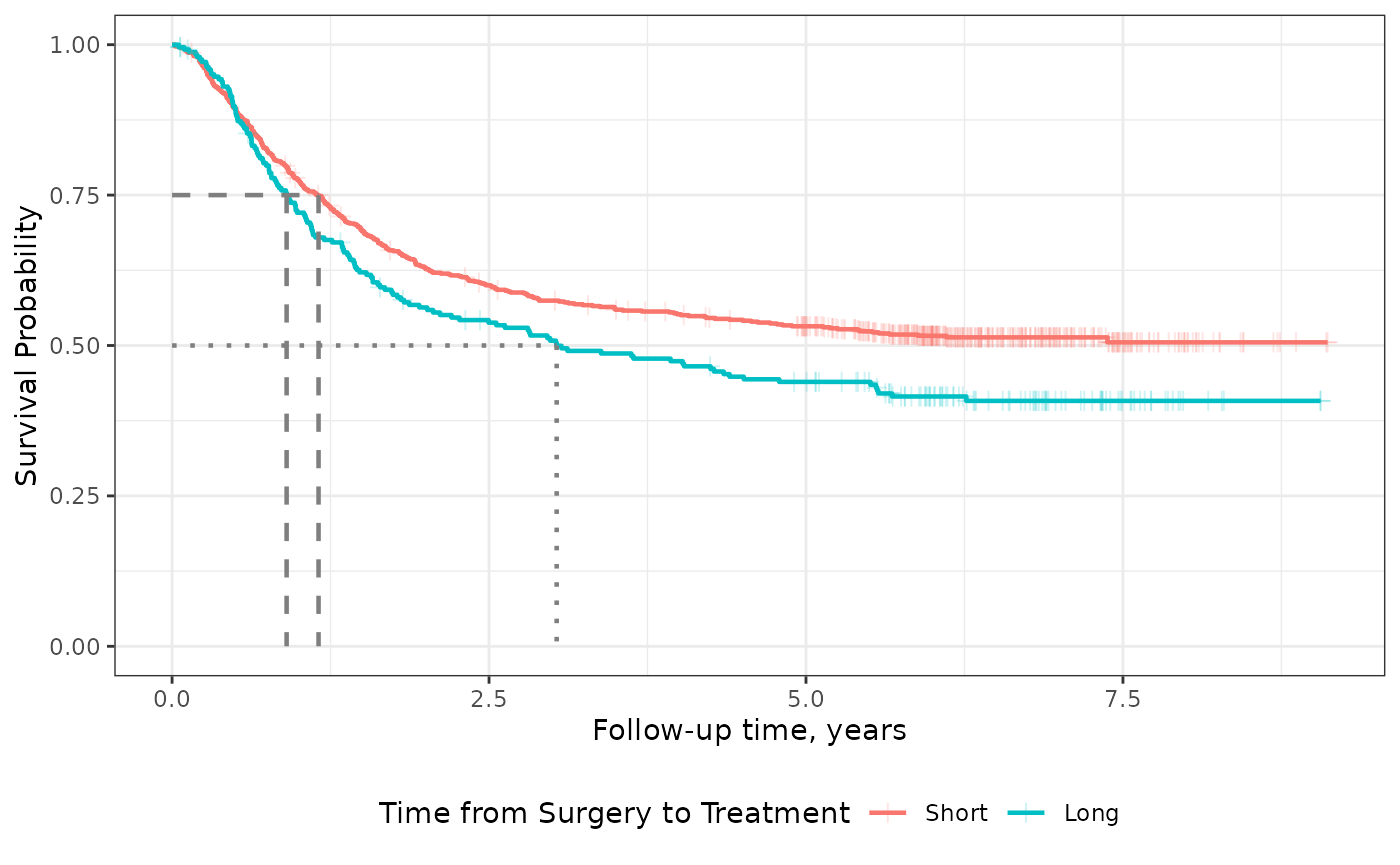 1.00
0.75
0.50
0.25
0.00
Survival Probability
0.0 2.5 5.0 7.5
Follow-up time, years
Time from Surgery to Treatment Short Long